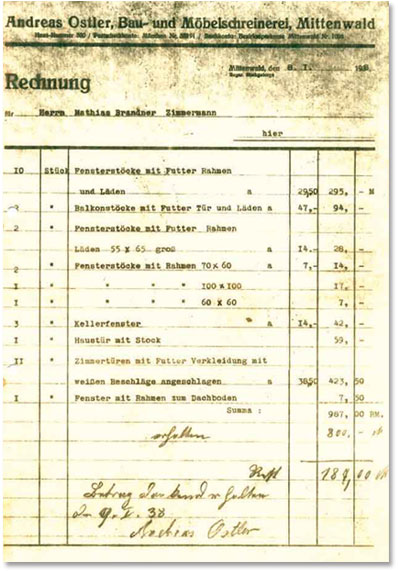 Andreas Ostler, Bau- und Möbelschreinerei, Mittenwald
Rechnung
Mittenwald, den 8. I. 193
Herrn Mathias Brandner Zimmermann
hier
10 Stück Fensterstöcke mit Futter Rahmen
und Läden a 29,50 295, - M
2 " Balkonstöcke mit Futter Tür und Läden a 47,- 94, -
2 " Fensterstöcke mit Futter Rahmen
Läden 55 x 65 groß a 14.- 28, -
2 " Fensterstöcke mit Rahmen 70 x 60 a 7,- 14, -
I " " " " 100 x 100 17, -
I " " " " 60 x 60 7, -
3 " Kellerfenster a 14,- 42, -
I " Haustür mit Stock 59, -
II " Zimmertüren mit Futter Verkleidung mit
weißen Beschläge angeschlagen a 38,50 423, 50
I " Fenster mit Rahmen zum Dachboden 7, 50
Summa : 987, 00 RM.
erhalten 800, -
Rest 187, 00
Betrag dankend erhalten
9. I. 38
Andreas Ostler